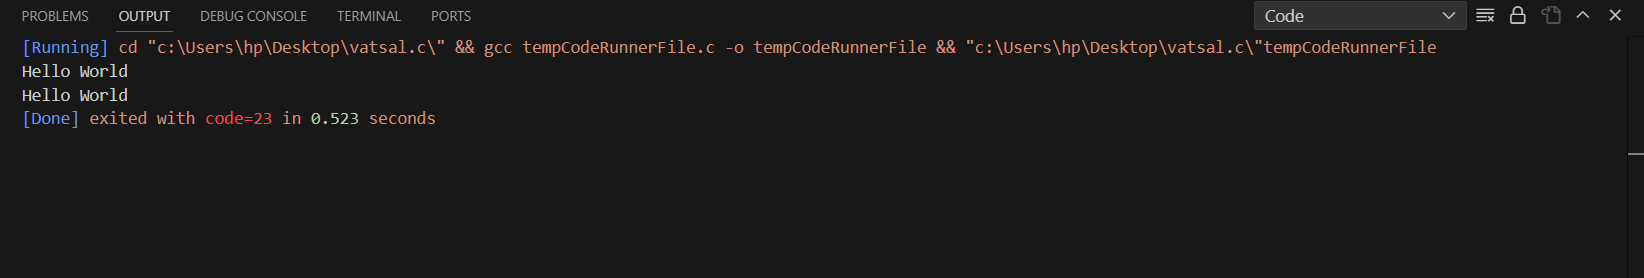 PROBLEMS OUTPUT DEBUG CONSOLE TERMINAL PORTS Code
[Running] cd "c:\Users\hp\Desktop\vatsal.c\" && gcc tempCodeRunnerFile.c -o tempCodeRunnerFile && "c:\Users\hp\Desktop\vatsal.c\"tempCodeRunnerFile
Hello World
Hello World
[Done] exited with code=23 in 0.523 seconds